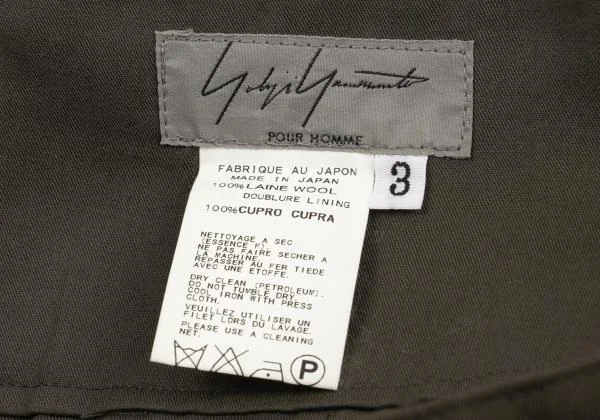 Yohji Yamamoto
POUR HOMME
3
FABRIQUE AU JAPON
MADE IN JAPAN
100%LAINE WOOL
DOUBLURE LINING
100%CUPRO CUPRA
NETTOYAGE A SEC
(ESSENCE F2).
NE PAS FAIRE SECHER A
LA MACHINE.
REPASSER AU FER TIEDE
AVEC UNE ETOFFE.
DRY CLEAN (PETROLEUM).
DO NOT TUMBLE DRY.
COOL IRON WITH PRESS
CLOTH.
VEUILLEZ UTILISER UN
FILET LORS DU LAVAGE.
PLEASE USE A CLEANING
NET.
P